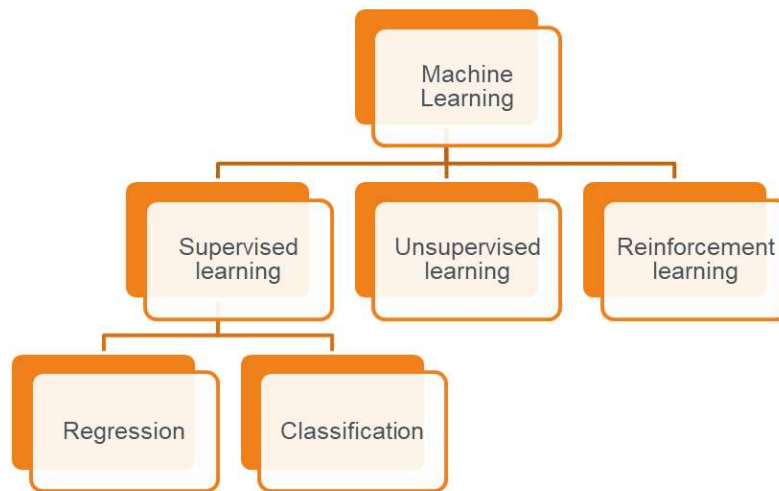 Machine
Learning
Supervised
learning
Unsupervised
learning
Reinforcement
learning
Regression
Classification